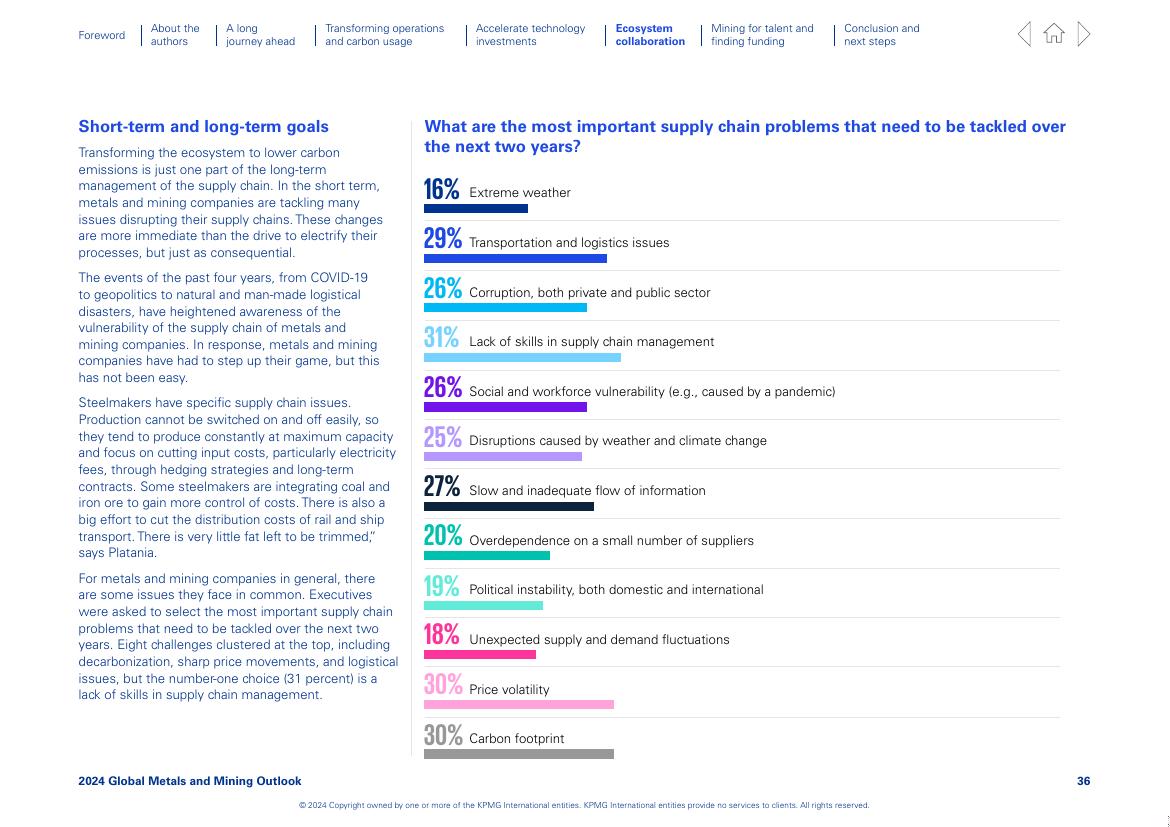 Foreword
About the
authors
A long
journey ahead
Transforming operations
and carbon usage
Accelerate technology
investments
Ecosystem
collaboration
Mining for talent and
finding funding
Conclusion and
next steps
Short-term and long-term goals
Transforming the ecosystem to lower carbon
emissions is just one part of the long-term
management of the supply chain. In the short term,
metals and mining companies are tackling many
issues disrupting their supply chains. These changes
are more immediate than the drive to electrify their
processes, but just as consequential.
The events of the past four years, from COVID-19
to geopolitics to natural and man-made logistical
disasters, have heightened awareness of the
vulnerability of the supply chain of metals and
mining companies. In response, metals and mining
companies have had to step up their game, but this
has not been easy.
Steelmakers have specific supply chain issues.
Production cannot be switched on and off easily, so
they tend to produce constantly at maximum capacity
and focus on cutting input costs, particularly electricity
fees, through hedging strategies and long-term
contracts. Some steelmakers are integrating coal and
iron ore to gain more control of costs. There is also a
big effort to cut the distribution costs of rail and ship
transport. There is very little fat left to be trimmed,”
says Platania.
For metals and mining companies in general, there
are some issues they face in common. Executives
were asked to select the most important supply chain
problems that need to be tackled over the next two
years. Eight challenges clustered at the top, including
decarbonization, sharp price movements, and logistical
issues, but the number-one choice (31 percent) is a
lack of skills in supply chain management.
What are the most important supply chain problems that need to be tackled over
the next two years?
16% Extreme weather
29% Transportation and logistics issues
26% Corruption, both private and public sector
31% Lack of skills in supply chain management
26% Social and workforce vulnerability (e.g., caused by a pandemic)
25% Disruptions caused by weather and climate change
27% Slow and inadequate flow of information
20% Overdependence on a small number of suppliers
19% Political instability, both domestic and international
18% Unexpected supply and demand fluctuations
30% Price volatility
30% Carbon footprint
2024 Global Metals and Mining Outlook
36
© 2024 Copyright owned by one or more of the KPMG International entities. KPMG International entities provide no services to clients. All rights reserved.